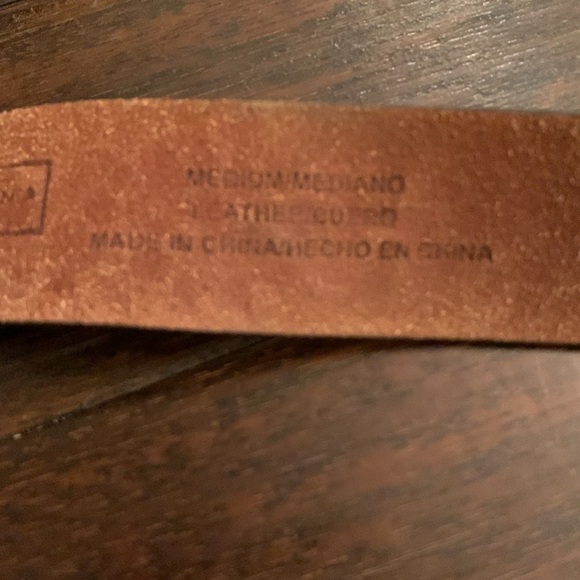 MEDIUM/MEDIANO
LEATHER/CUERO
MADE IN CHINA/HECHO EN CHINA